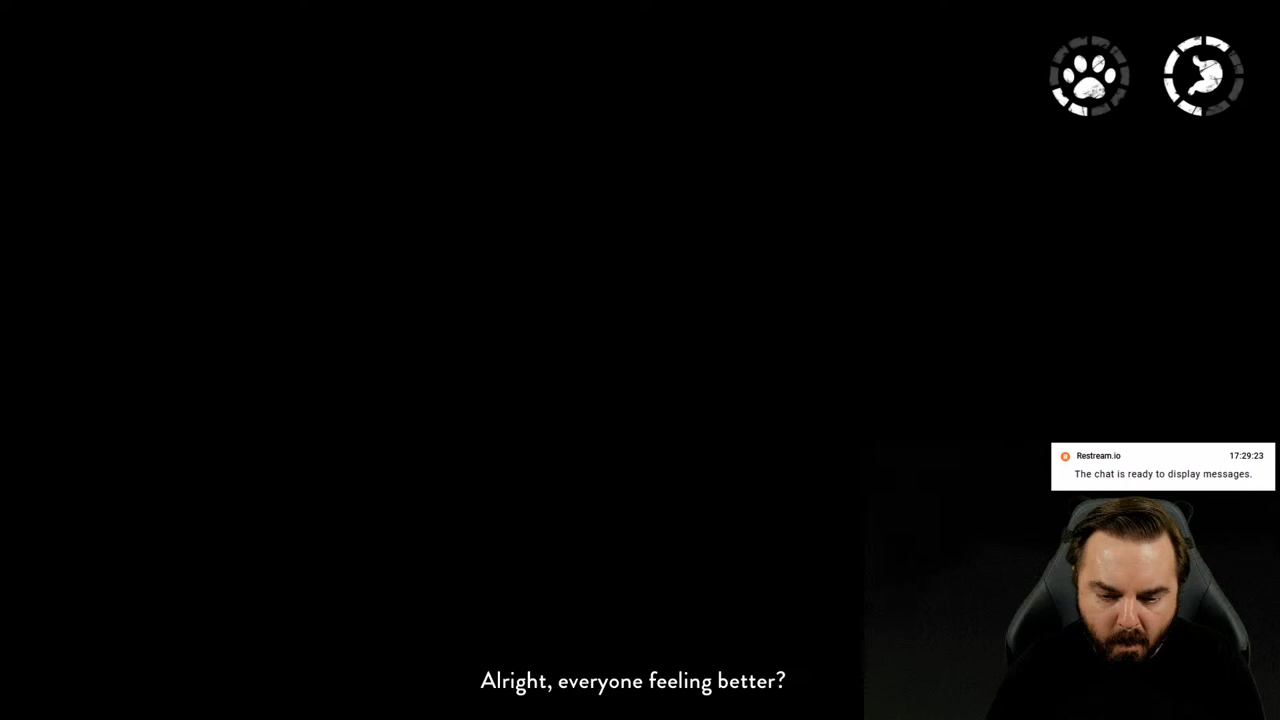 Restream.io 17:29:23
The chat is ready to display messages.
Alright, everyone feeling better?